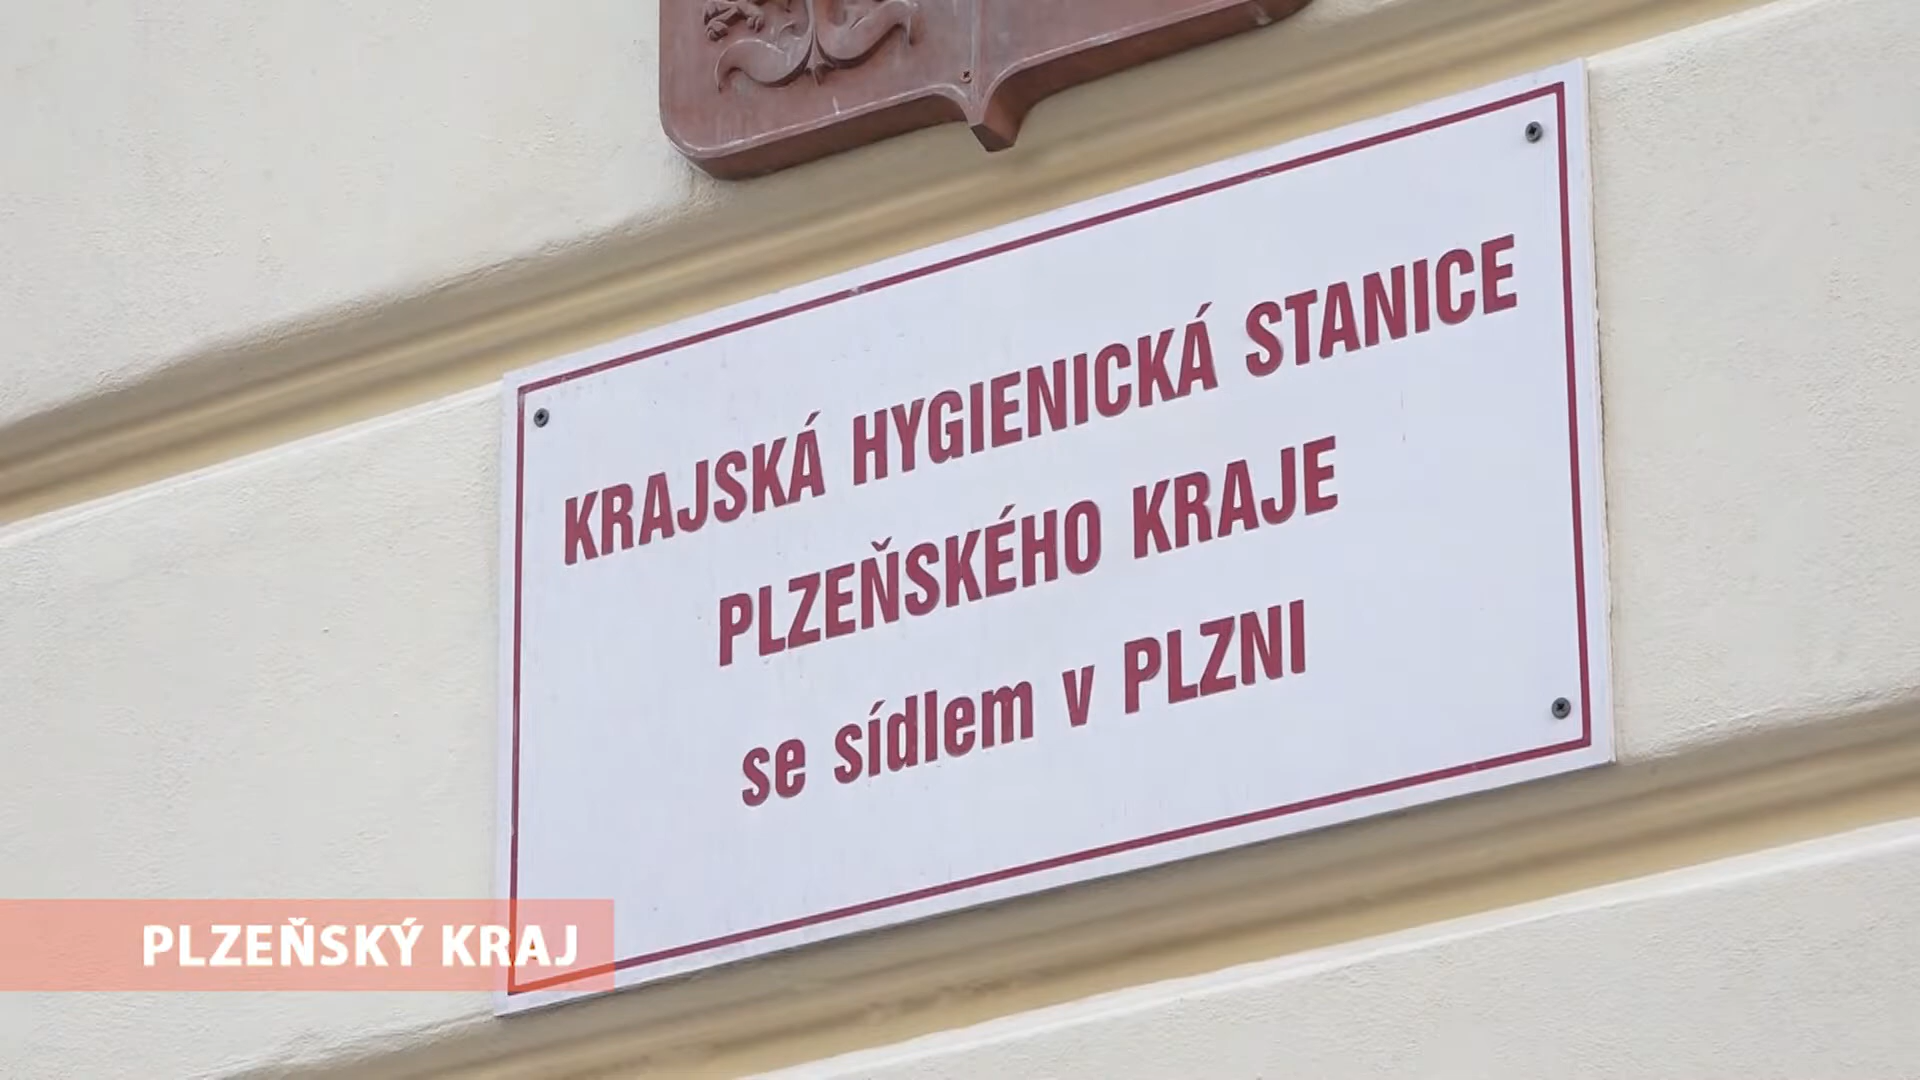 KRAJSKÁ HYGIENICKÁ STANICE
PLZEŇSKÉHO KRAJE
se sídlem v PLZNI
PLZEŇSKÝ KRAJ